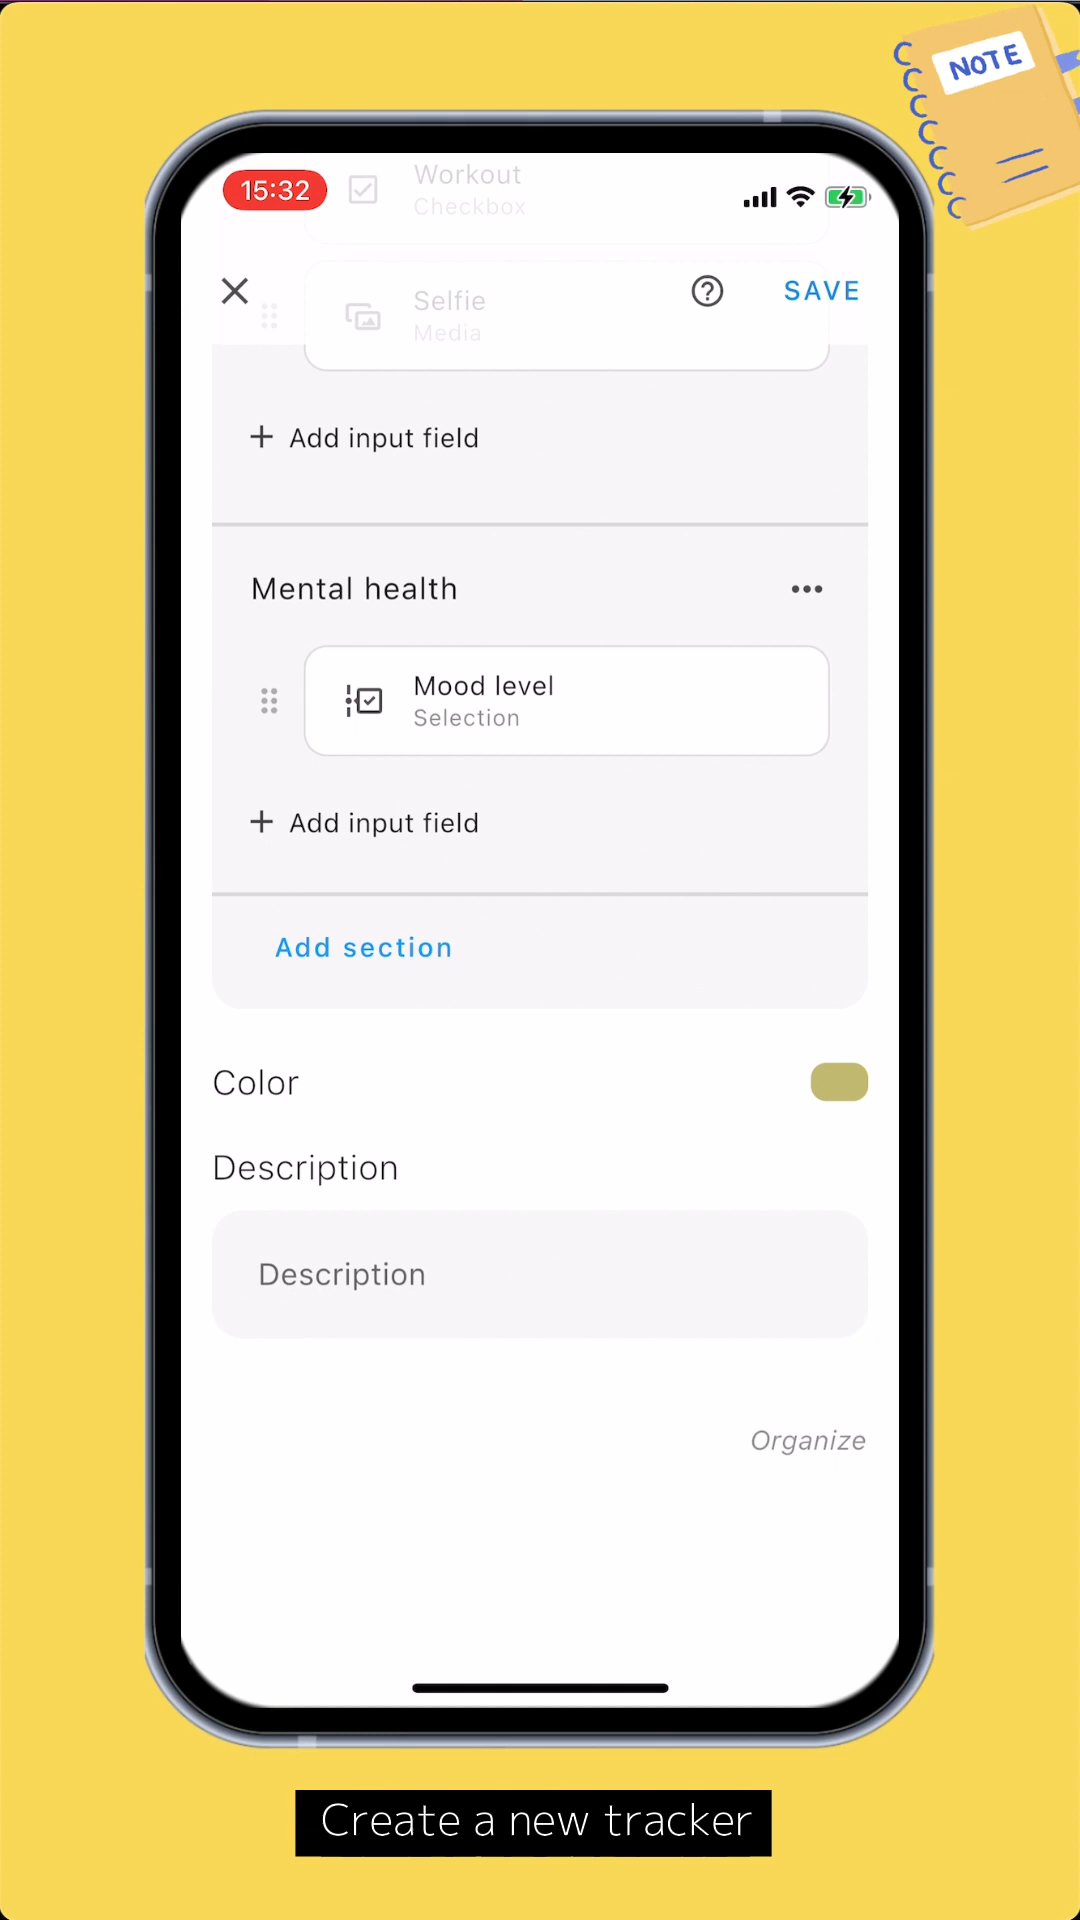 NOTE
15:32
Workout
Checkbox
Selfie
Media
SAVE
Add input field
Mental health
Mood level
Selection
Add input field
Add section
Color
Description
Description
Organize
Create a new tracker